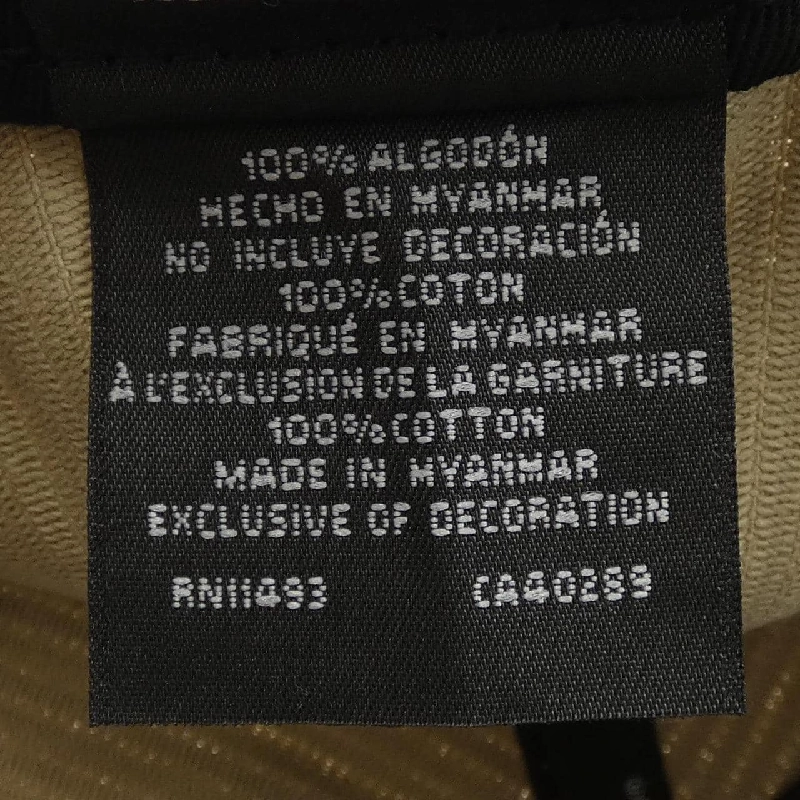 100% ALGODÓN
HECHO EN MYANMAR
NO INCLUYE DECORACIÓN
100% COTON
FABRIQUÉ EN MYANMAR
À L'EXCLUSION DE LA GARNITURE
100% COTTON
MADE IN MYANMAR
EXCLUSIVE OF DECORATION
RN11493 CA40299